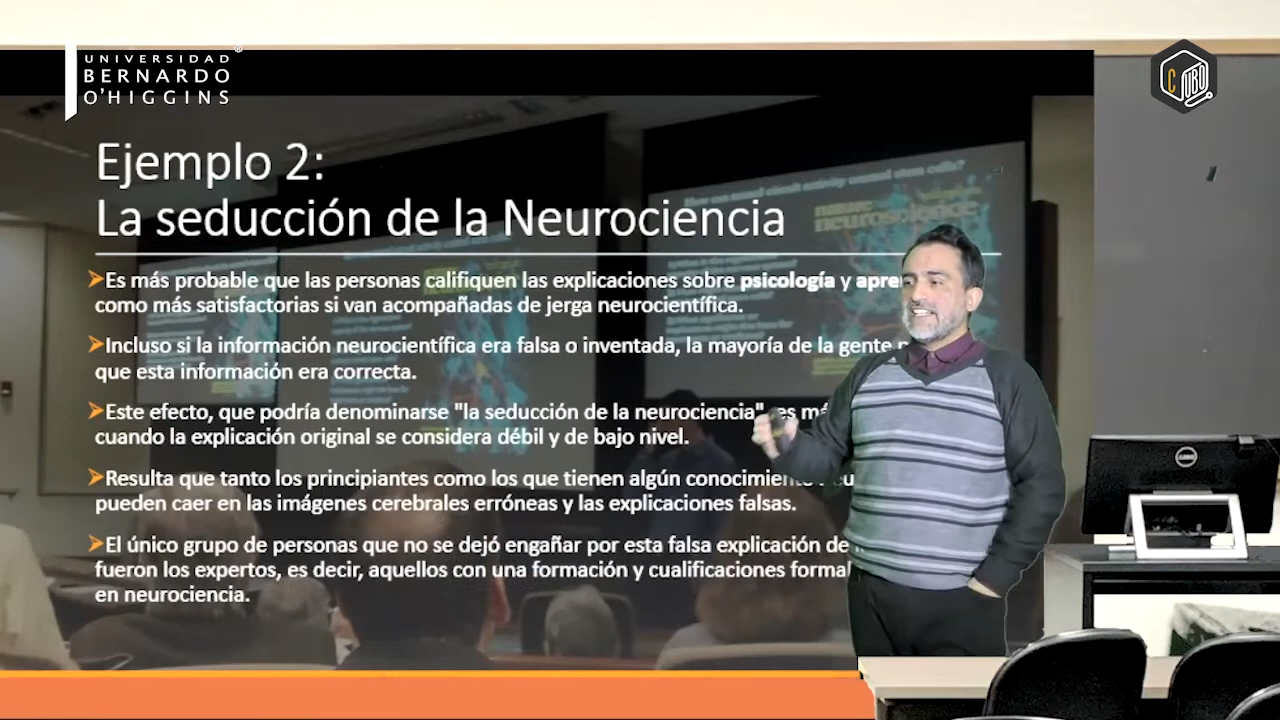 UNIVERSIDAD
BERNARDO
O'HIGGINS
C UBO
Ejemplo 2:
La seducción de la Neurociencia
➤Es más probable que las personas califiquen las explicaciones sobre psicología y
como más satisfactorias si van acompañadas de jerga neurocientífica.
➤Incluso si la información neurocientífica era falsa o inventada, la mayoría de la gente
que esta información era correcta.
➤Este efecto, que podría denominarse "la seducción de la neurociencia", es
cuando la explicación original se considera débil y de bajo nivel.
➤Resulta que tanto los principiantes como los que tienen algún
pueden caer en las imágenes cerebrales erróneas y las explicaciones falsas.
➤El único grupo de personas que no se dejó engañar por esta falsa explicación de
fueron los expertos, es decir, aquellos con una formación y cualificaciones
en neurociencia.
neuroscience
DELL